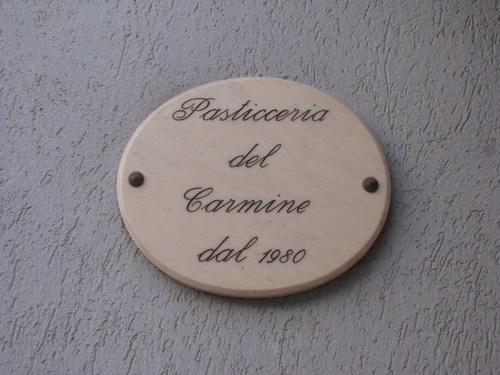 Pasticceria
del
Carmine
dal 1980